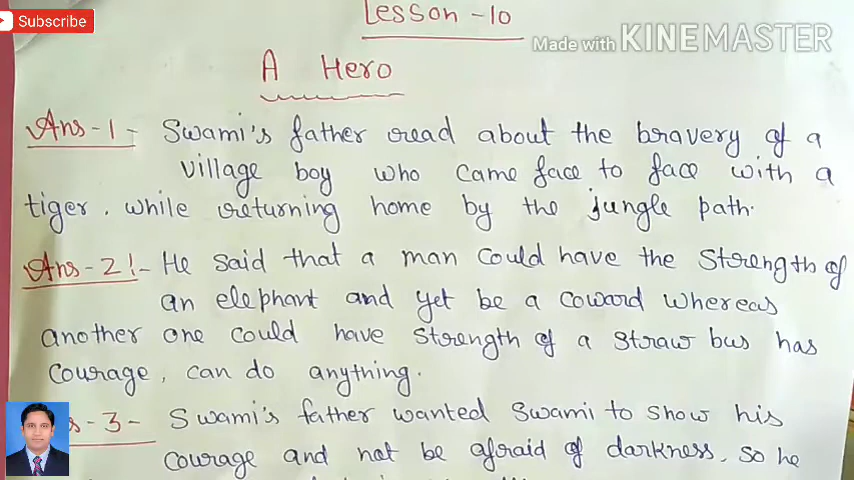 Subscribe
Lesson - 10
Made with KINEMASTER
A Hero
Ans-1 - Swami's father read about the bravery of a
village boy who came face to face with a
tiger. while returning home by the jungle path.
Ans-2!- He said that a man could have the strength of
an elephant and yet be a coward whereas
another one could have strength of a straw bus has
courage, can do anything.
s-3- Swami's father wanted Swami to show his
courage and not be afraid of darkness. so he